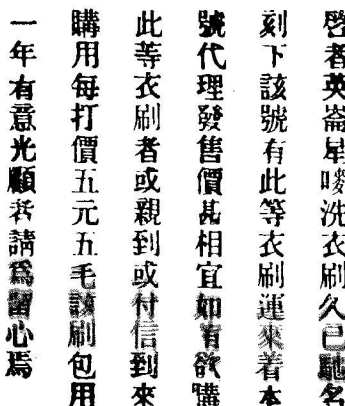 啓者英崙星嘜洗衣刷久已馳名
刻下該號有此等衣刷運來着本
號代理發售價甚相宜如有欲購
此等衣刷者或親到或付信到來
購用每打價五元五毛該刷包用
一年有意光顧者請爲留心焉